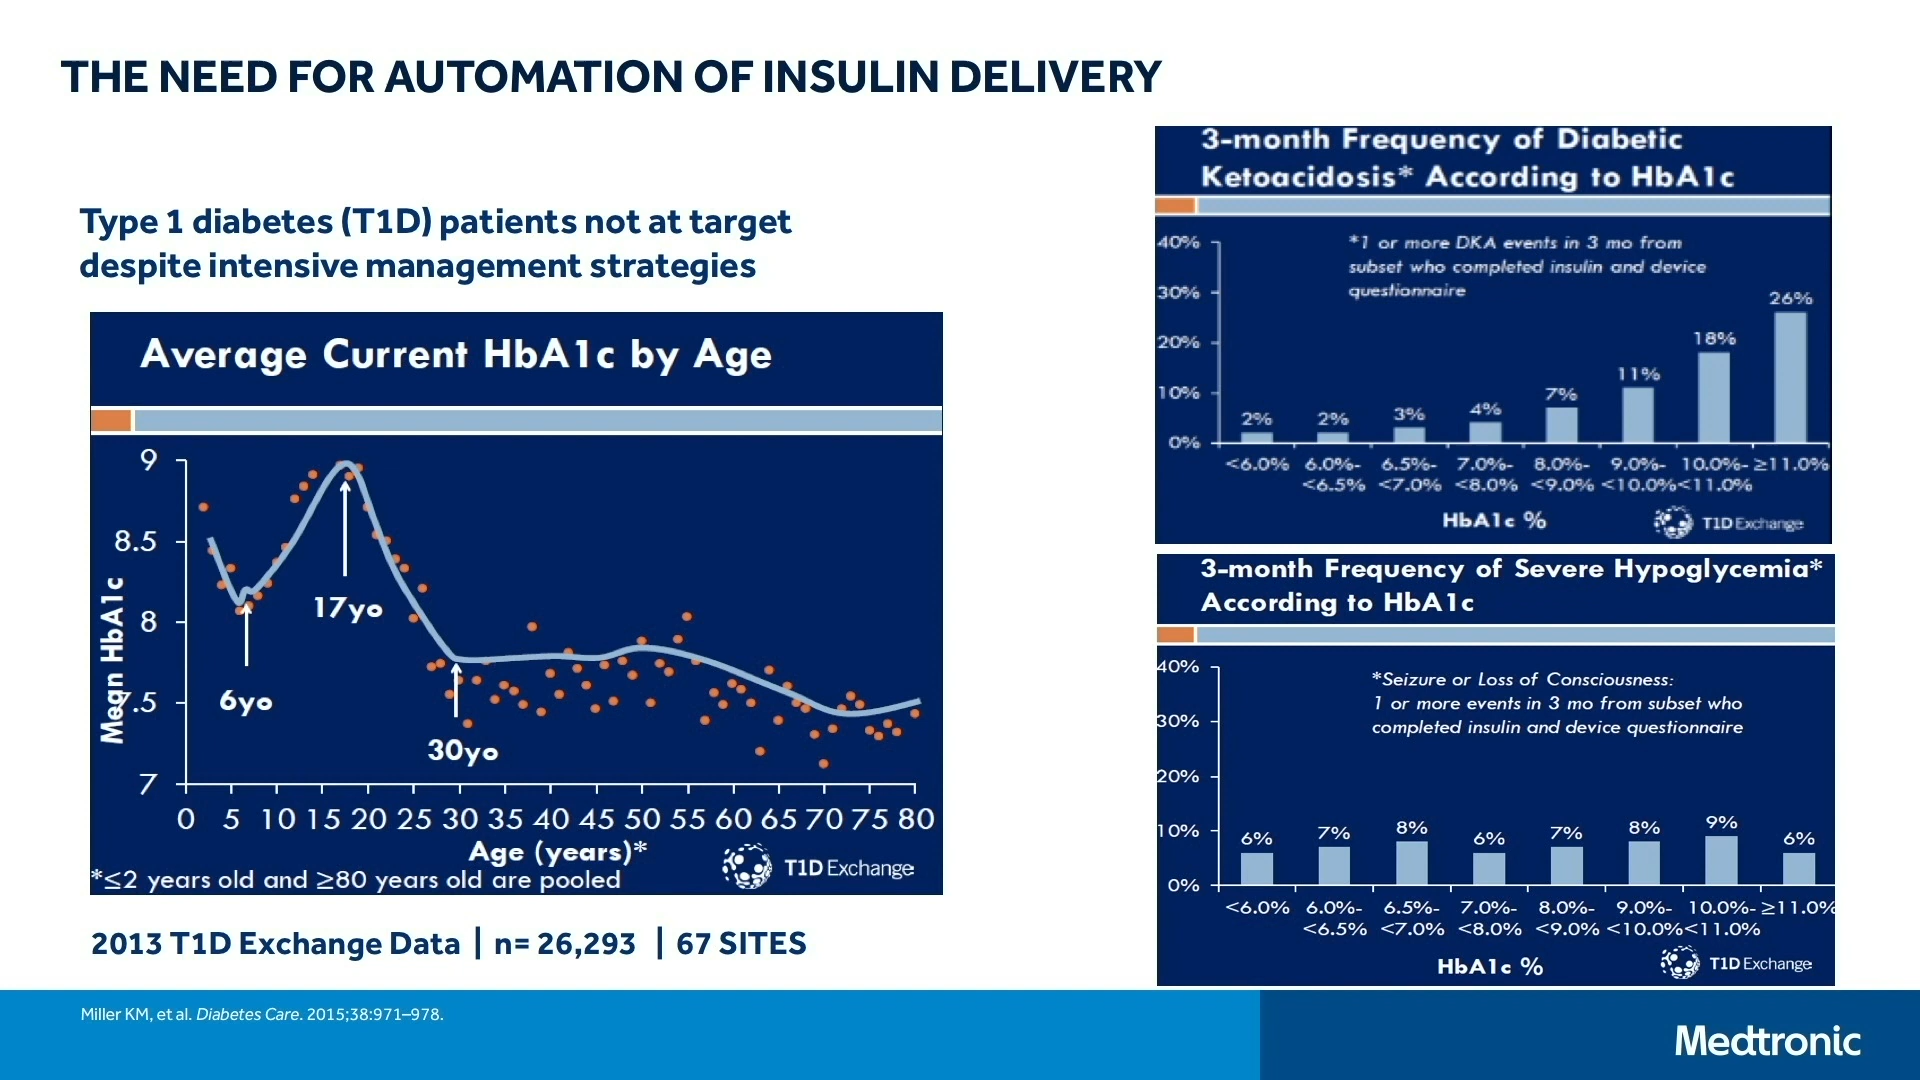 THE NEED FOR AUTOMATION OF INSULIN DELIVERY
Type 1 diabetes (T1D) patients not at target
despite intensive management strategies
Average Current HbA1c by Age
9
8.5
8
7.5
7
Mean HbA1c
6yo
17yo
30yo
0 5 10 15 20 25 30 35 40 45 50 55 60 65 70 75 80
Age (years)*
*≤2 years old and ≥80 years old are pooled
T1D Exchange
2013 T1D Exchange Data | n= 26,293 | 67 SITES
3-month Frequency of Diabetic
Ketoacidosis* According to HbA1c
*1 or more DKA events in 3 mo from
subset who completed insulin and device
questionnaire
40%
30%
20%
10%
0%
2% 2% 3% 4% 7% 11% 18% 26%
<6.0% 6.0%- 6.5%- 7.0%- 8.0%- 9.0%- 10.0%- ≥11.0%
<6.5% <7.0% <8.0% <9.0% <10.0% <11.0%
HbA1c %
T1D Exchange
3-month Frequency of Severe Hypoglycemia*
According to HbA1c
*Seizure or Loss of Consciousness:
1 or more events in 3 mo from subset who
completed insulin and device questionnaire
40%
30%
20%
10%
0%
6% 7% 8% 6% 7% 8% 9% 6%
<6.0% 6.0%- 6.5%- 7.0%- 8.0%- 9.0%- 10.0%- ≥11.0%
<6.5% <7.0% <8.0% <9.0% <10.0% <11.0%
HbA1c %
T1D Exchange
Miller KM, et al. Diabetes Care. 2015;38:971–978.
Medtronic